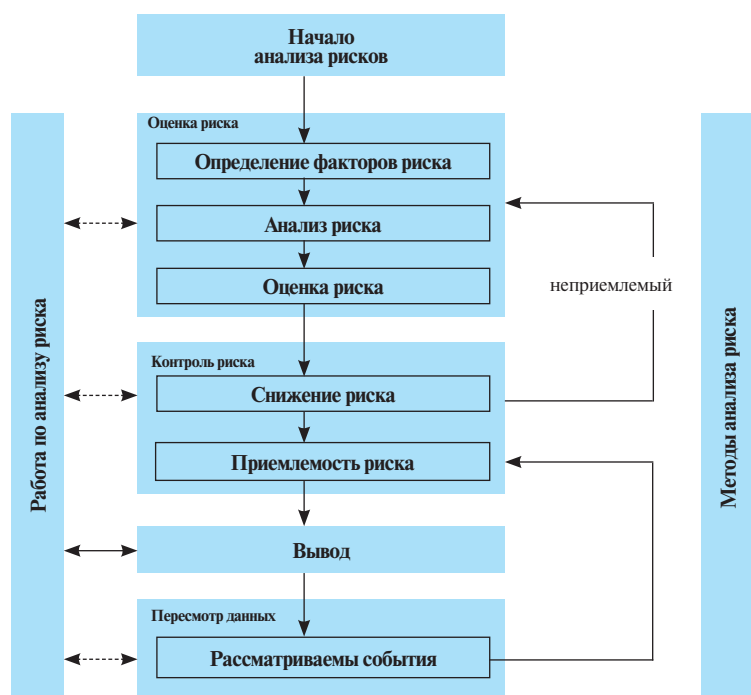 Начало
анализа рисков
Оценка риска
Определение факторов риска
Анализ риска
Оценка риска
неприемлемый
Контроль риска
Снижение риска
Приемлемость риска
Вывод
Пересмотр данных
Рассматриваемы события
Работа по анализу риска
Методы анализа риска